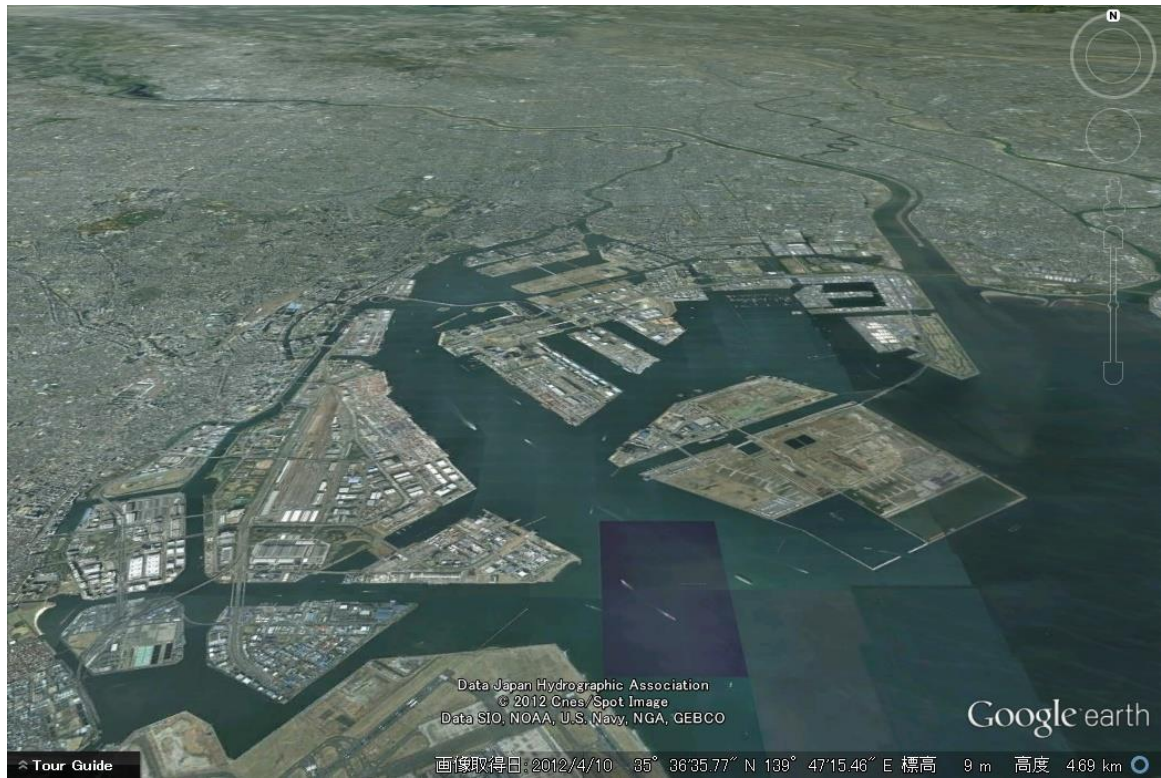 N
Data Japan Hydrographic Association
© 2012 Cnes/Spot Image
Data SIO, NOAA, U.S. Navy, NGA, GEBCO
Google earth
Tour Guide
画像取得日: 2012/4/10 35° 36'35.77" N 139° 47'15.46" E 標高 9 m 高度 4.69 km